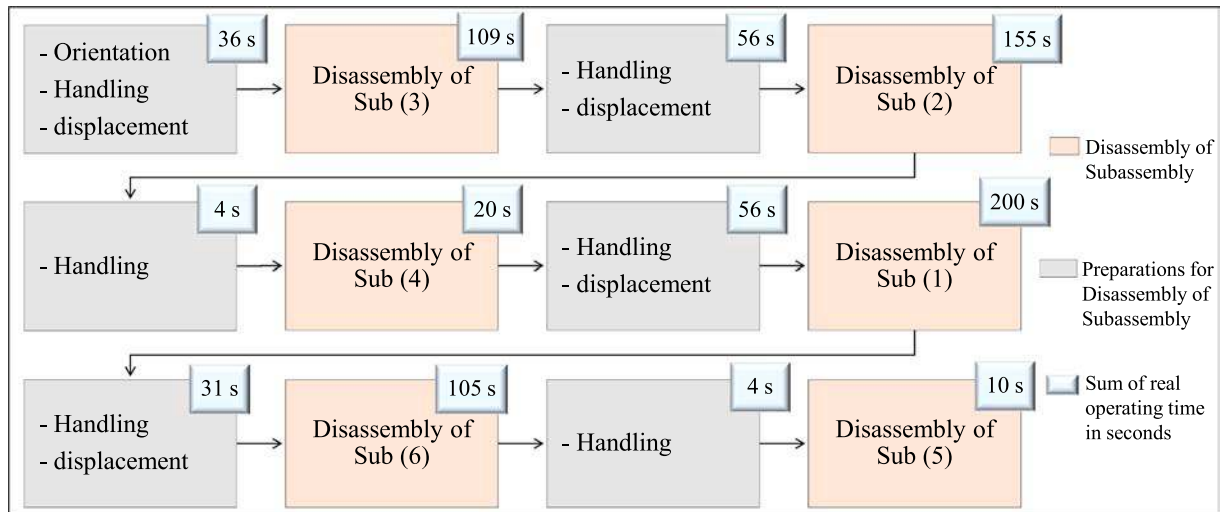 36 s
- Orientation
- Handling
- displacement
109 s
Disassembly of
Sub (3)
56 s
- Handling
- displacement
155 s
Disassembly of
Sub (2)
Disassembly of
Subassembly
4 s
- Handling
20 s
Disassembly of
Sub (4)
56 s
- Handling
- displacement
200 s
Disassembly of
Sub (1)
Preparations for
Disassembly of
Subassembly
31 s
- Handling
- displacement
105 s
Disassembly of
Sub (6)
4 s
- Handling
10 s
Disassembly of
Sub (5)
Sum of real
operating time
in seconds